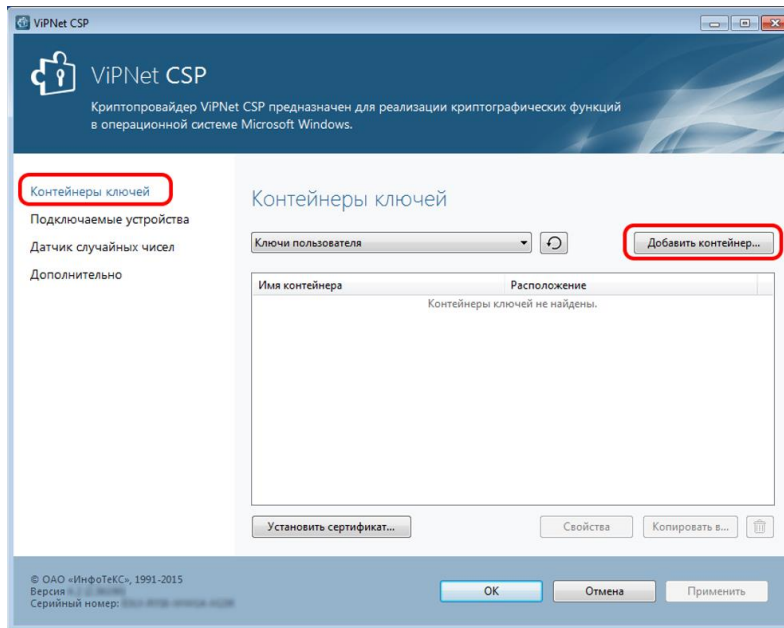 ViPNet CSP
ViPNet CSP
Криптопровайдер ViPNet CSP предназначен для реализации криптографических функций
в операционной системе Microsoft Windows.
Контейнеры ключей
Подключаемые устройства
Датчик случайных чисел
Дополнительно
Контейнеры ключей
Ключи пользователя
Добавить контейнер...
Имя контейнера
Расположение
Контейнеры ключей не найдены.
Установить сертификат...
Свойства
Копировать в...
© ОАО «ИнфоТеКС», 1991-2015
Версия
Серийный номер:
OK
Отмена
Применить